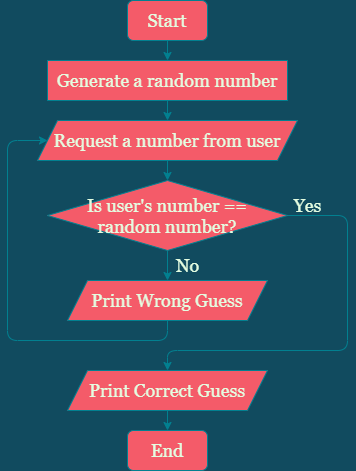 Start
Generate a random number
Request a number from user
Is user's number ==
random number?
Yes
No
Print Wrong Guess
Print Correct Guess
End